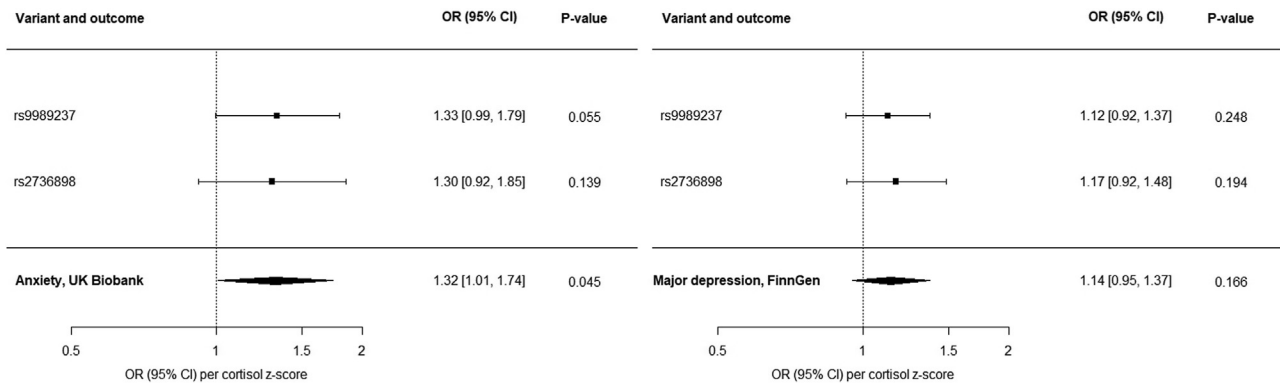 Variant and outcome OR (95% CI) P-value
rs9989237 1.33 [0.99, 1.79] 0.055
rs2736898 1.30 [0.92, 1.85] 0.139
Anxiety, UK Biobank 1.32 [1.01, 1.74] 0.045
0.5 1 1.5 2
OR (95% CI) per cortisol z-score
Variant and outcome OR (95% CI) P-value
rs9989237 1.12 [0.92, 1.37] 0.248
rs2736898 1.17 [0.92, 1.48] 0.194
Major depression, FinnGen 1.14 [0.95, 1.37] 0.166
0.5 1 1.5 2
OR (95% CI) per cortisol z-score